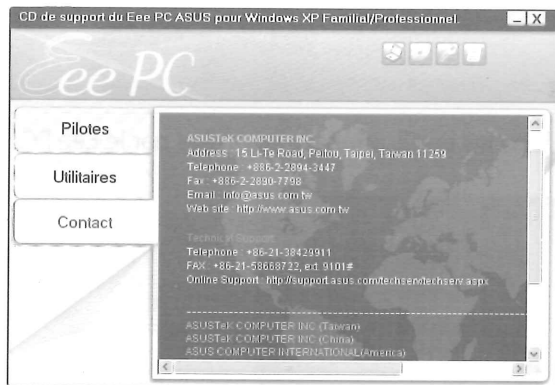 CD de support du Eee PC ASUS pour Windows XP Familial/Professionnel.
Eee PC
Pilotes
Utilitaires
Contact
ASUSTeK COMPUTER INC.
Address : 15 Li-Te Road, Peitou, Taipei, Taiwan 11259
Telephone : +886-2-2894-3447
Fax : +886-2-2890-7798
Email : info@asus.com.tw
Web site : http://www.asus.com.tw
Technical Support
Telephone : +86-21-38429911
FAX : +86-21-58668722, ext. 9101#
Online Support : http://support.asus.com/techserv/techserv.aspx
ASUSTeK COMPUTER INC (Taiwan)
ASUSTeK COMPUTER INC (China)
ASUS COMPUTER INTERNATIONAL(America)